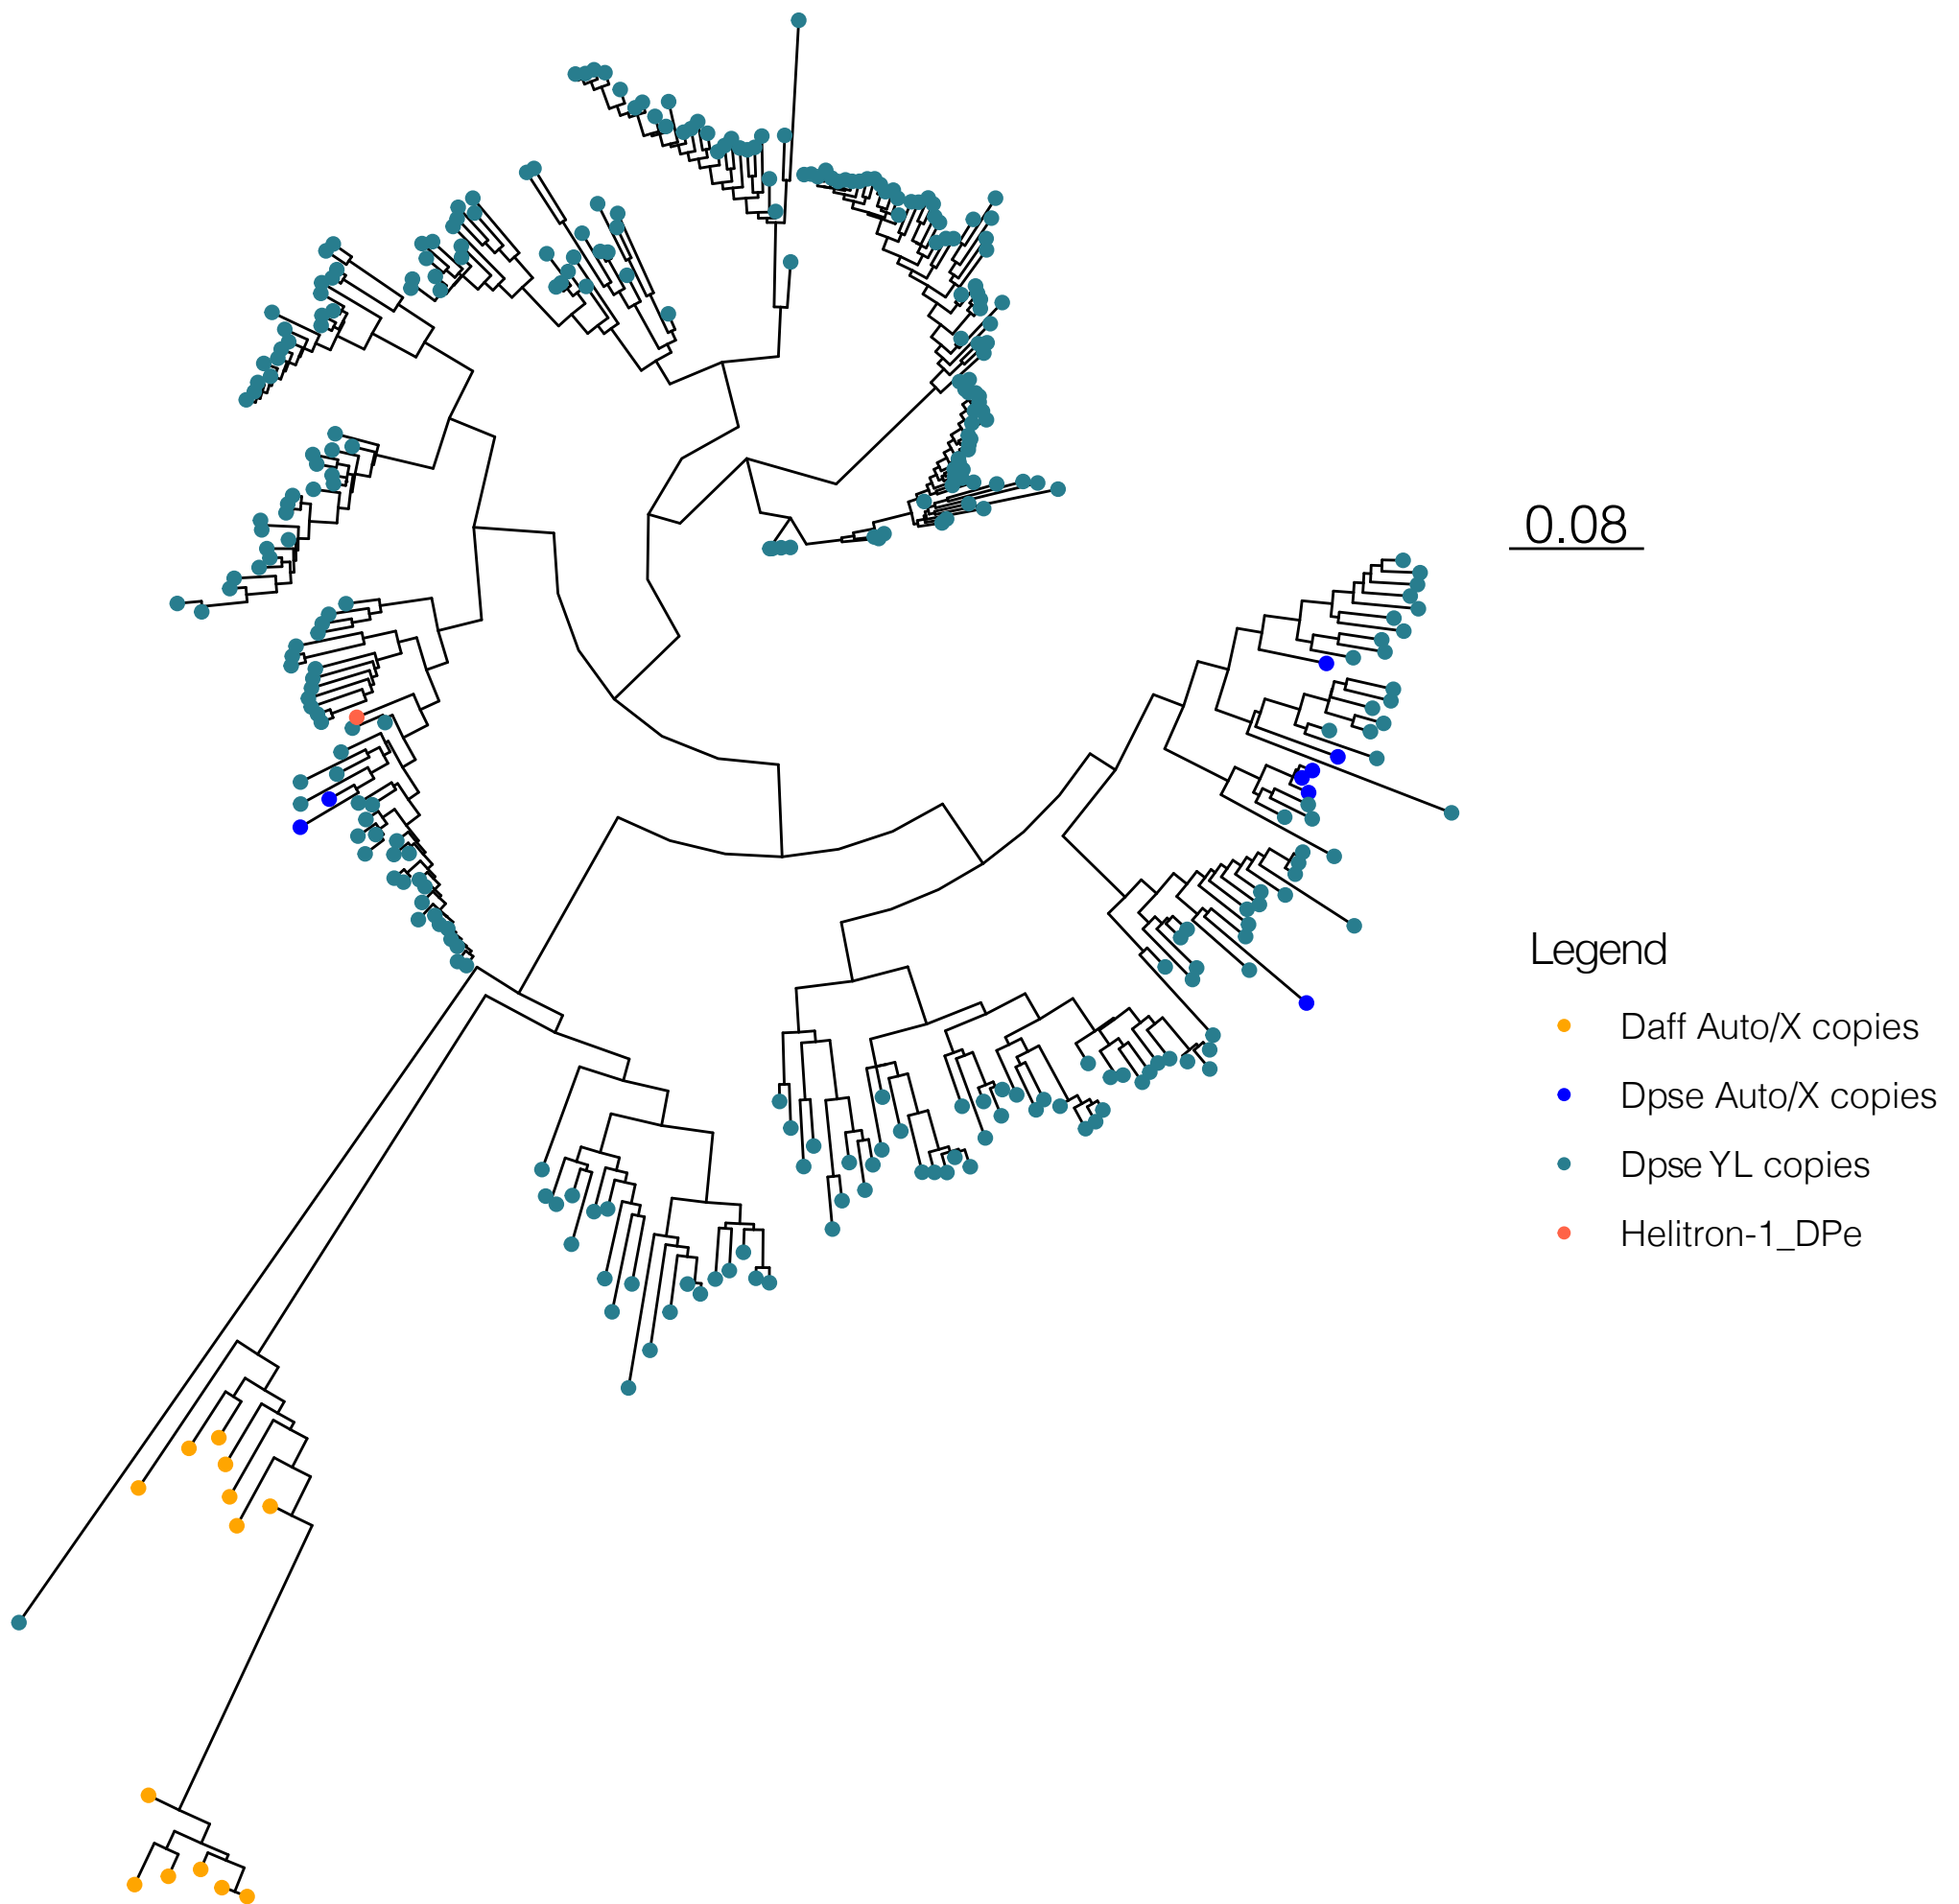 0.08
Legend
Daff Auto/X copies
Dpse Auto/X copies
Dpse YL copies
Helitron-1_DPe